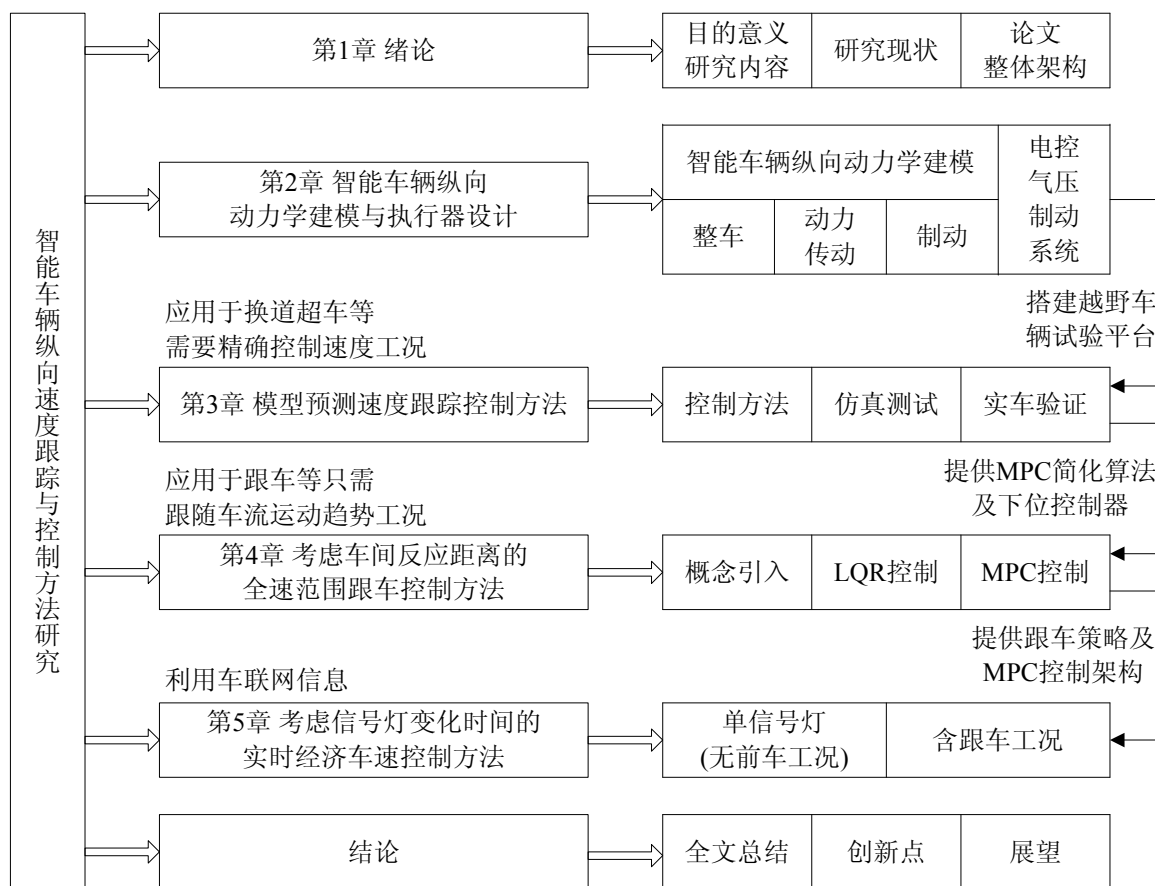 智能车辆纵向速度跟踪与控制方法研究
第1章 绪论
目的意义
研究内容
研究现状
论文
整体架构
第2章 智能车辆纵向
动力学建模与执行器设计
智能车辆纵向动力学建模
整车
动力
传动
制动
电控
气压
制动
系统
搭建越野车
辆试验平台
应用于换道超车等
需要精确控制速度工况
第3章 模型预测速度跟踪控制方法
控制方法
仿真测试
实车验证
提供MPC简化算法
及下位控制器
应用于跟车等只需
跟随车流运动趋势工况
第4章 考虑车间反应距离的
全速范围跟车控制方法
概念引入
LQR控制
MPC控制
提供跟车策略及
MPC控制架构
利用车联网信息
第5章 考虑信号灯变化时间的
实时经济车速控制方法
单信号灯
(无前车工况)
含跟车工况
结论
全文总结
创新点
展望